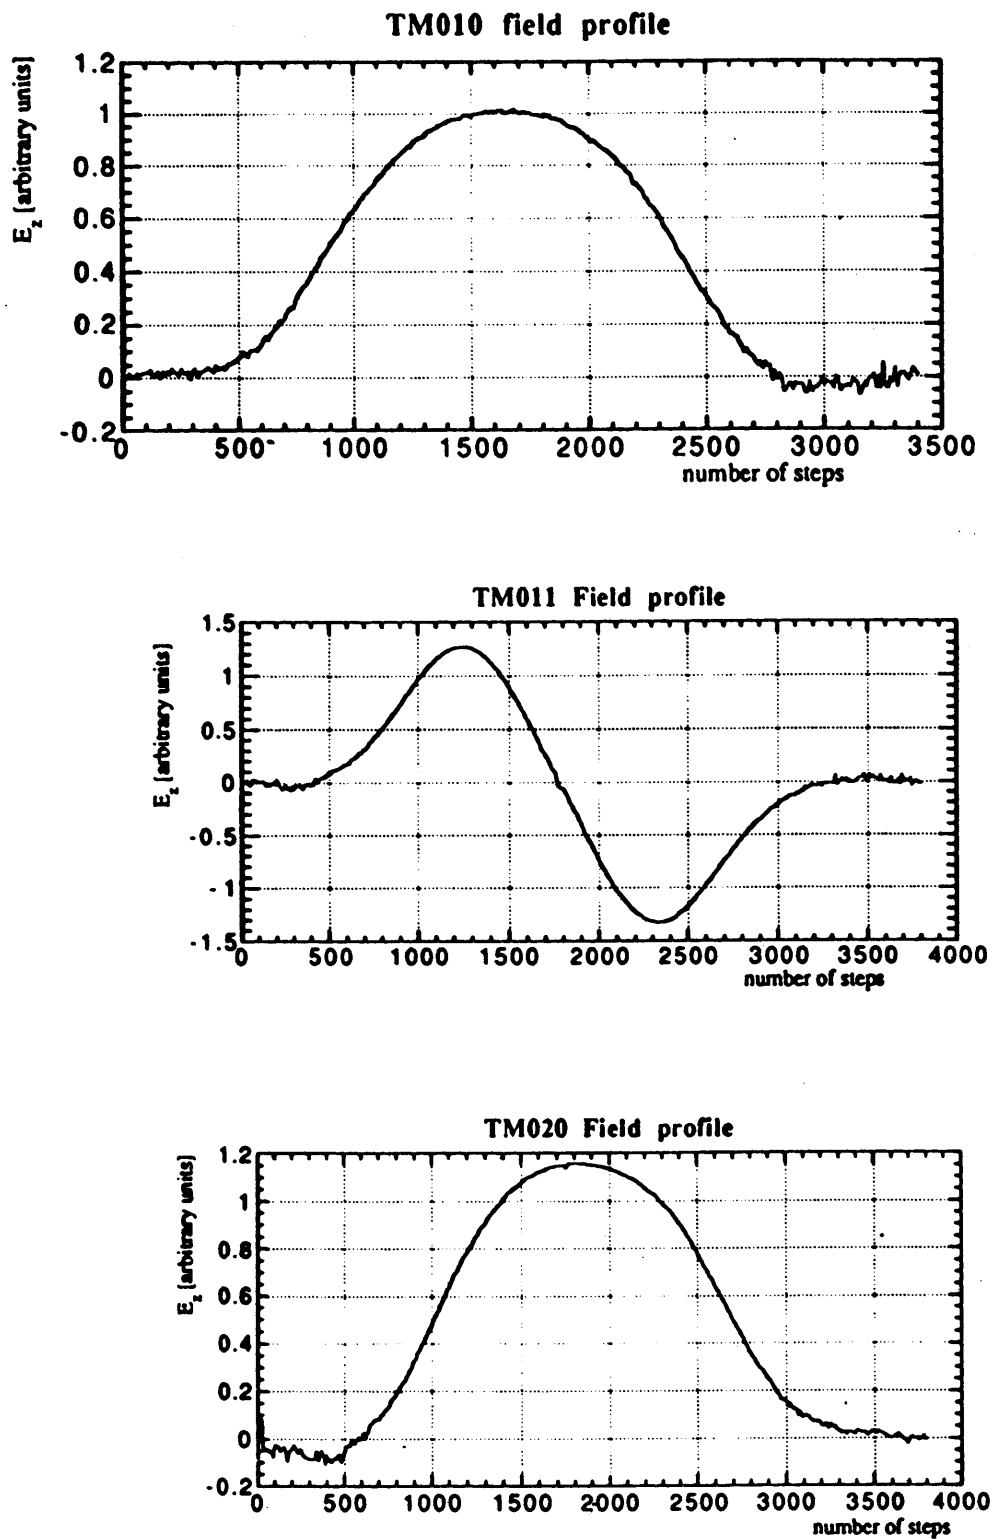 TM010 field profile
E_z [arbitrary units]
1.2
1
0.8
0.6
0.4
0.2
0
-0.2
0 500 1000 1500 2000 2500 3000 3500
number of steps
TM011 Field profile
E_z [arbitrary units]
1.5
1
0.5
0
-0.5
-1
-1.5
0 500 1000 1500 2000 2500 3000 3500 4000
number of steps
TM020 Field profile
E_z [arbitrary units]
1.2
1
0.8
0.6
0.4
0.2
0
-0.2
0 500 1000 1500 2000 2500 3000 3500 4000
number of steps